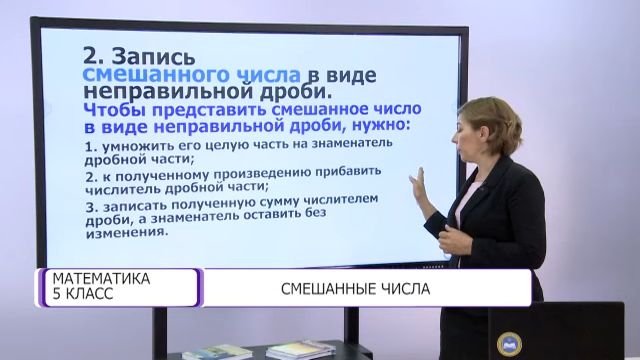 2. Запись
смешанного числа в виде
неправильной дроби.
Чтобы представить смешанное число
в виде неправильной дроби, нужно:
1. умножить его целую часть на знаменатель
дробной части;
2. к полученному произведению прибавить
числитель дробной части;
3. записать полученную сумму числителем
дроби, а знаменатель оставить без
изменения.
МАТЕМАТИКА
5 КЛАСС
СМЕШАННЫЕ ЧИСЛА